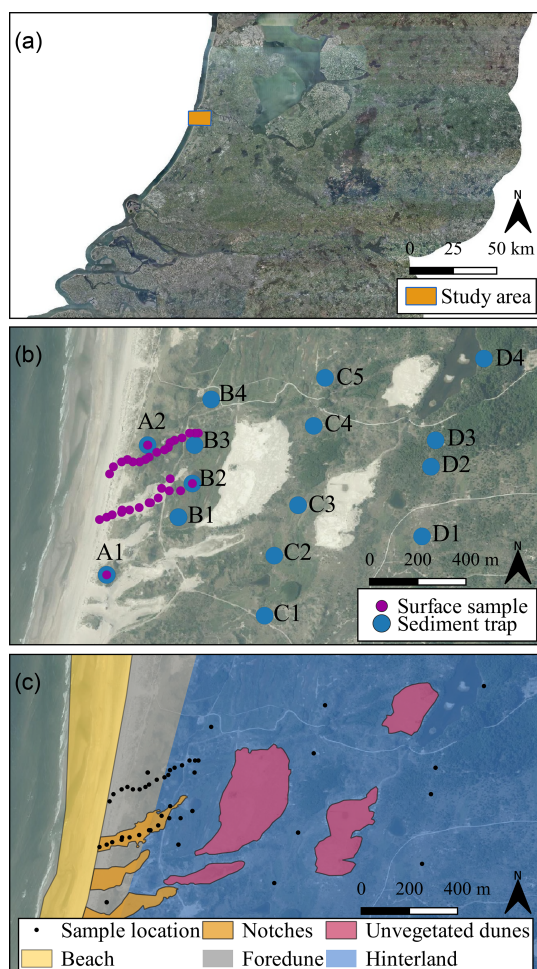 (a)
N
0 25 50 km
Study area
(b)
D4
C5
B4
A2
B3
C4
D3
D2
B2
C3
B1
D1
C2
A1
0 200 400 m
N
C1
Surface sample
Sediment trap
(c)
0 200 400 m
N
Sample location Notches Unvegetated dunes
Beach Foredune Hinterland